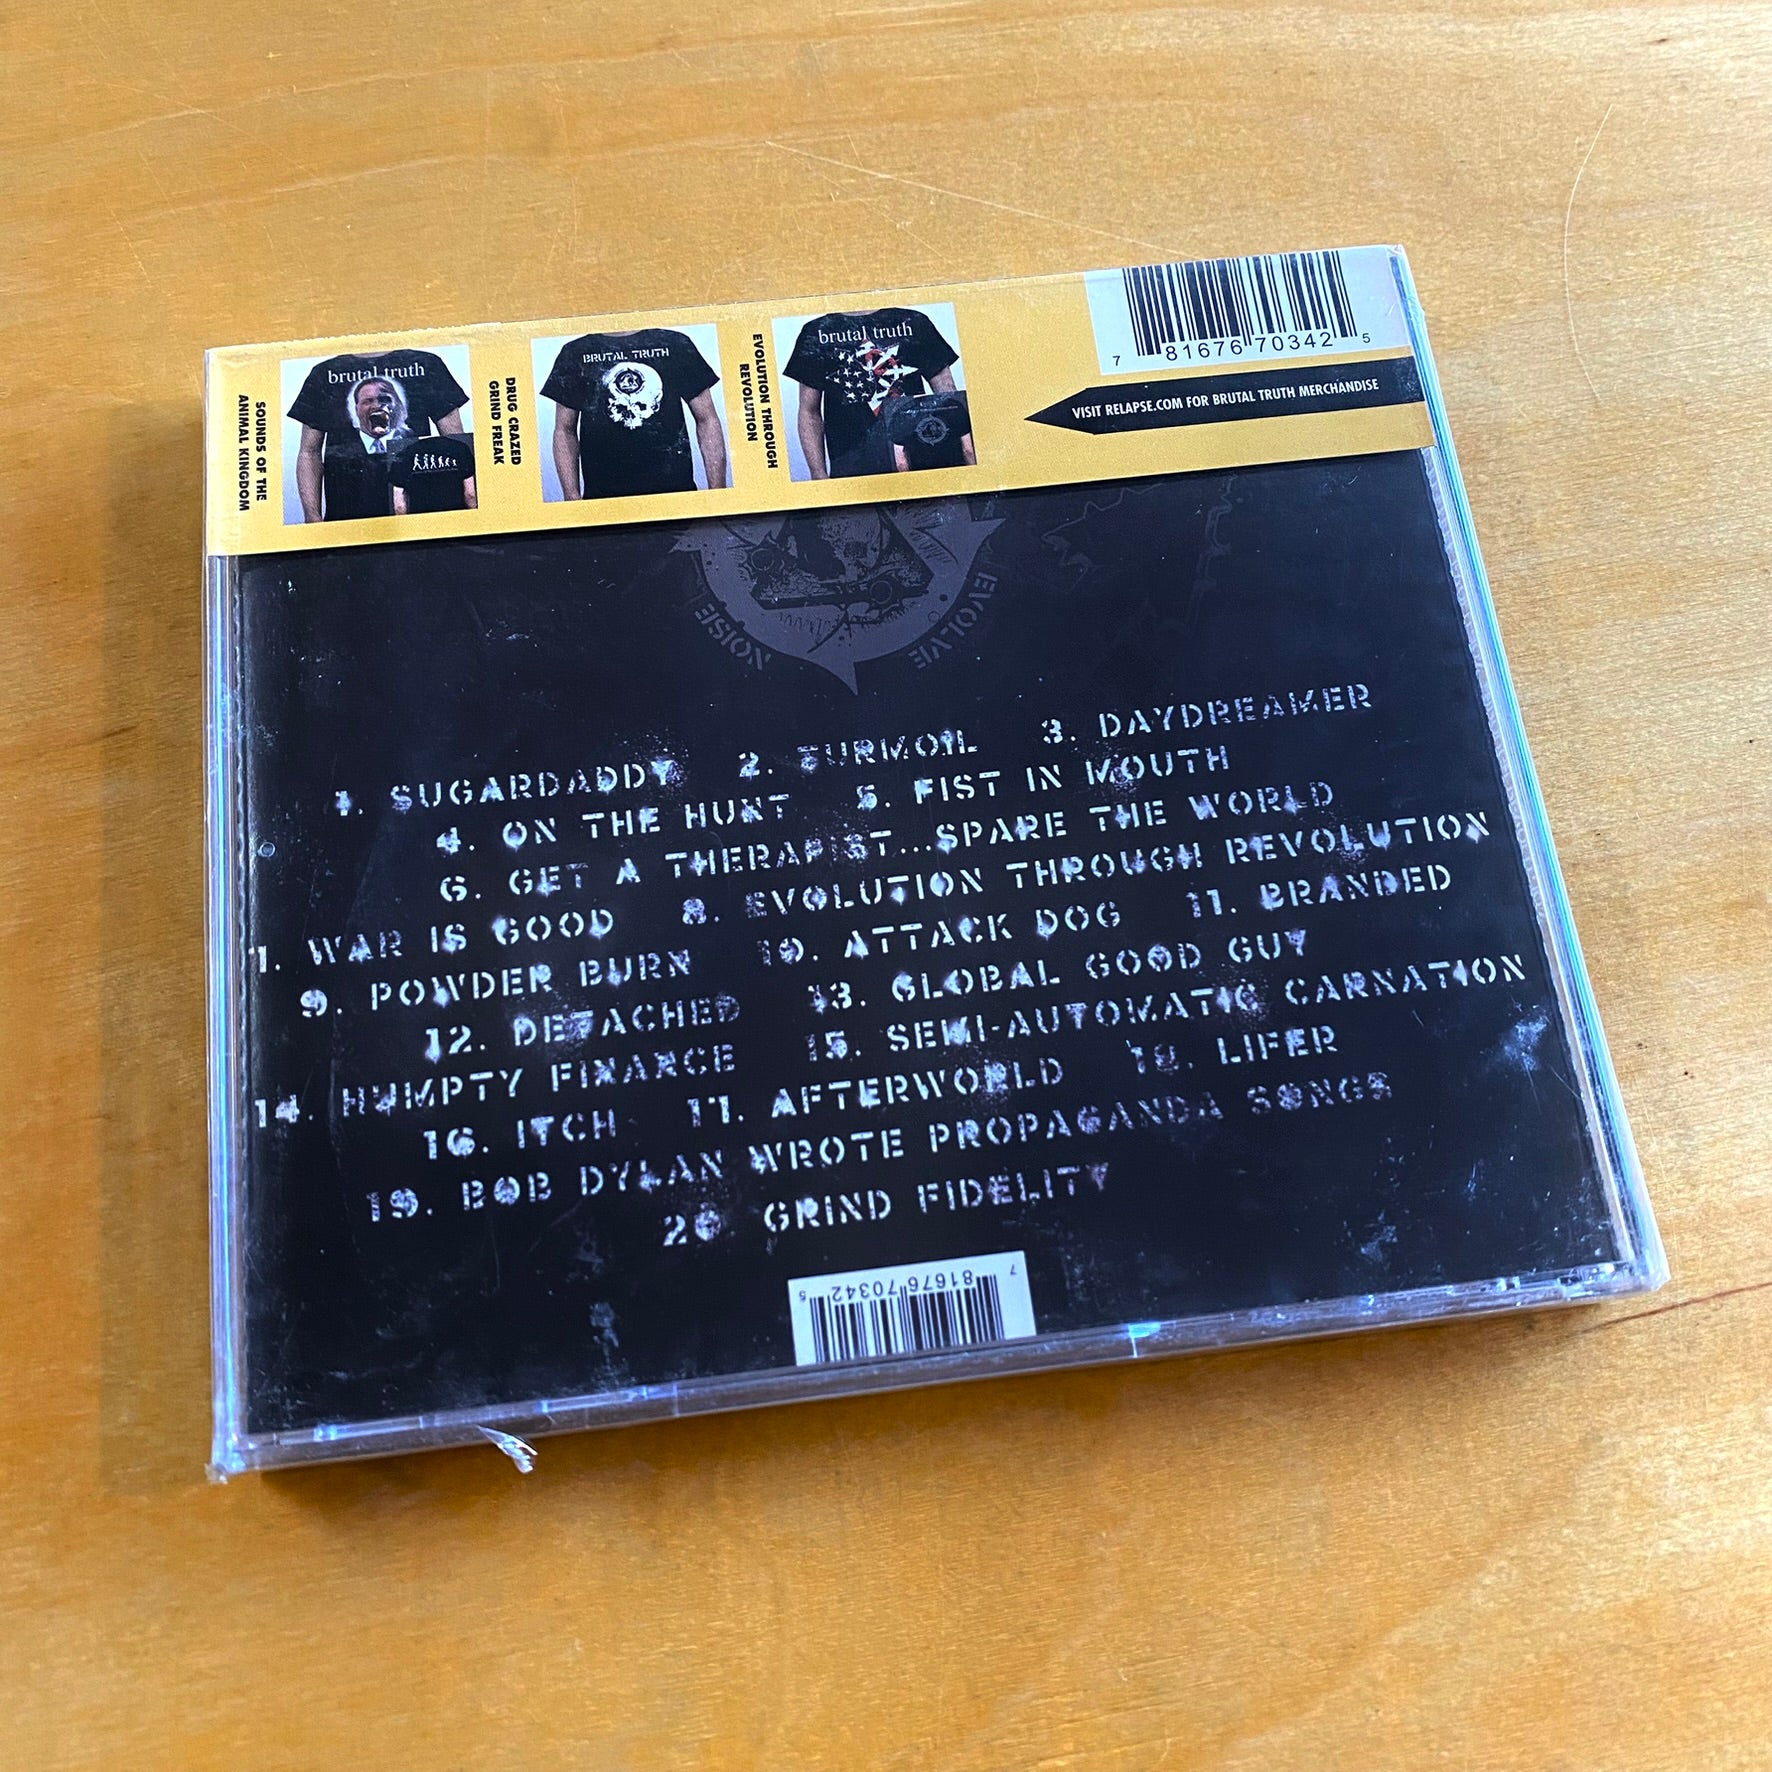 SOUNDS OF THE
ANIMAL KINGDOM
brutal truth
DRUG CRAZED
GRIND FREAK
BRUTAL TRUTH
EVOLUTION THROUGH
REVOLUTION
brutal truth
7 81676 70342 5
VISIT RELAPSE.COM FOR BRUTAL TRUTH MERCHANDISE
NOISE EVOLVE
1. SUGARDADDY 2. TURMOIL 3. DAYDREAMER
4. ON THE HUNT 5. FIST IN MOUTH
6. GET A THERAPIST...SPARE THE WORLD
7. WAR IS GOOD 8. EVOLUTION THROUGH REVOLUTION
9. POWDER BURN 10. ATTACK DOG 11. BRANDED
12. DETACHED 13. GLOBAL GOOD GUY
14. HUMPTY FINANCE 15. SEMI-AUTOMATIC CARNATION
16. ITCH 17. AFTERWORLD 18. LIFER
19. BOB DYLAN WROTE PROPAGANDA SONGS
20 GRIND FIDELITY
7 81676 70342 5